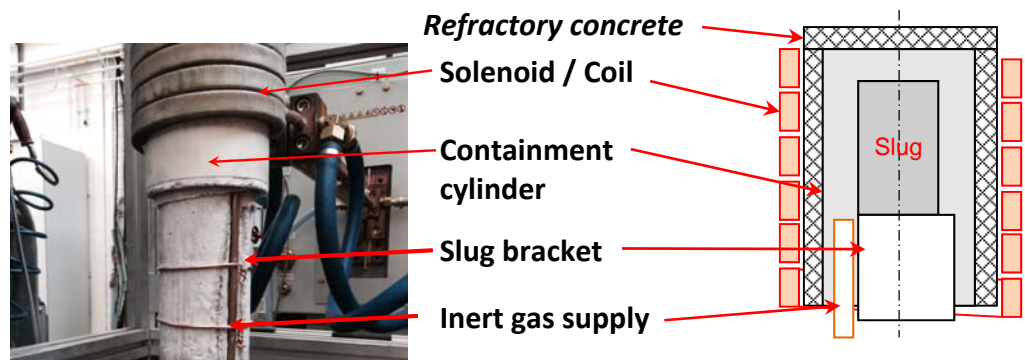 Refractory concrete
Solenoid / Coil
Containment
cylinder
Slug bracket
Inert gas supply
Slug